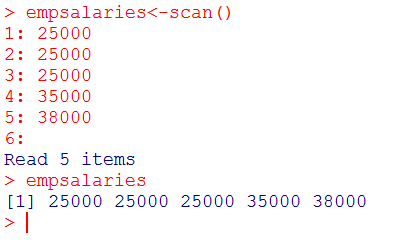 > empsalaries<-scan()
1: 25000
2: 25000
3: 25000
4: 35000
5: 38000
6:
Read 5 items
> empsalaries
[1] 25000 25000 25000 35000 38000
>